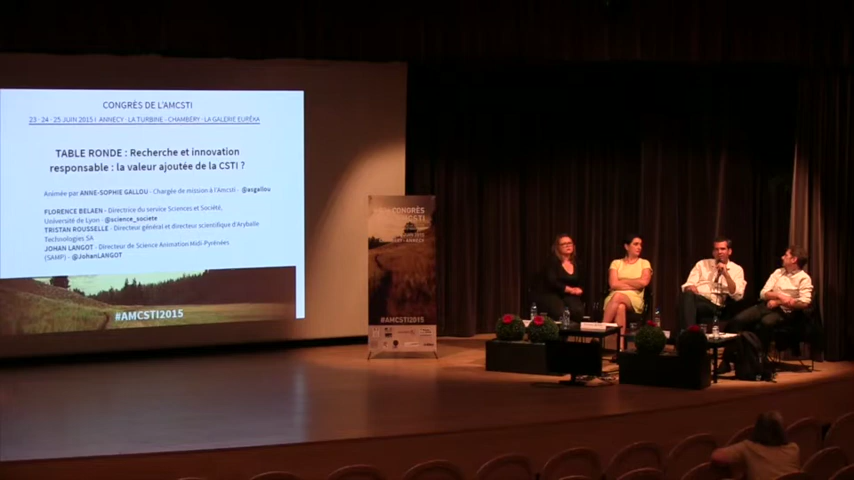 CONGRÈS DE L'AMCSTI
23 - 24 - 25 JUIN 2015 I ANNECY - LA TURBINE - CHAMBÉRY - LA GALERIE EURÊKA
TABLE RONDE : Recherche et innovation
responsable : la valeur ajoutée de la CSTI ?
Animée par ANNE-SOPHIE GALLOU - Chargée de mission à l'Amcsti - @asgallou
FLORENCE BELAEN - Directrice du service Sciences et Société,
Université de Lyon - @science_societe
TRISTAN ROUSSELLE - Directeur général et directeur scientifique d'Aryballe
Technologies SA
JOHAN LANGOT - Directeur de Science Animation Midi-Pyrénées
(SAMP) - @JohanLANGOT
#AMCSTI2015
CONGRÈS
#AMCSTI2015